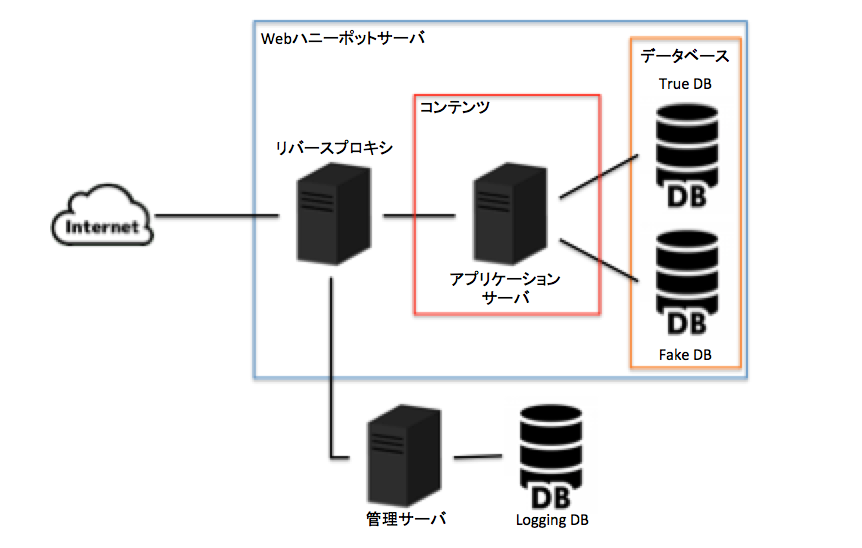 Webハニーポットサーバ
データベース
True DB
コンテンツ
リバースプロキシ
DB
Internet
アプリケーション
サーバ
DB
Fake DB
DB
管理サーバ
Logging DB